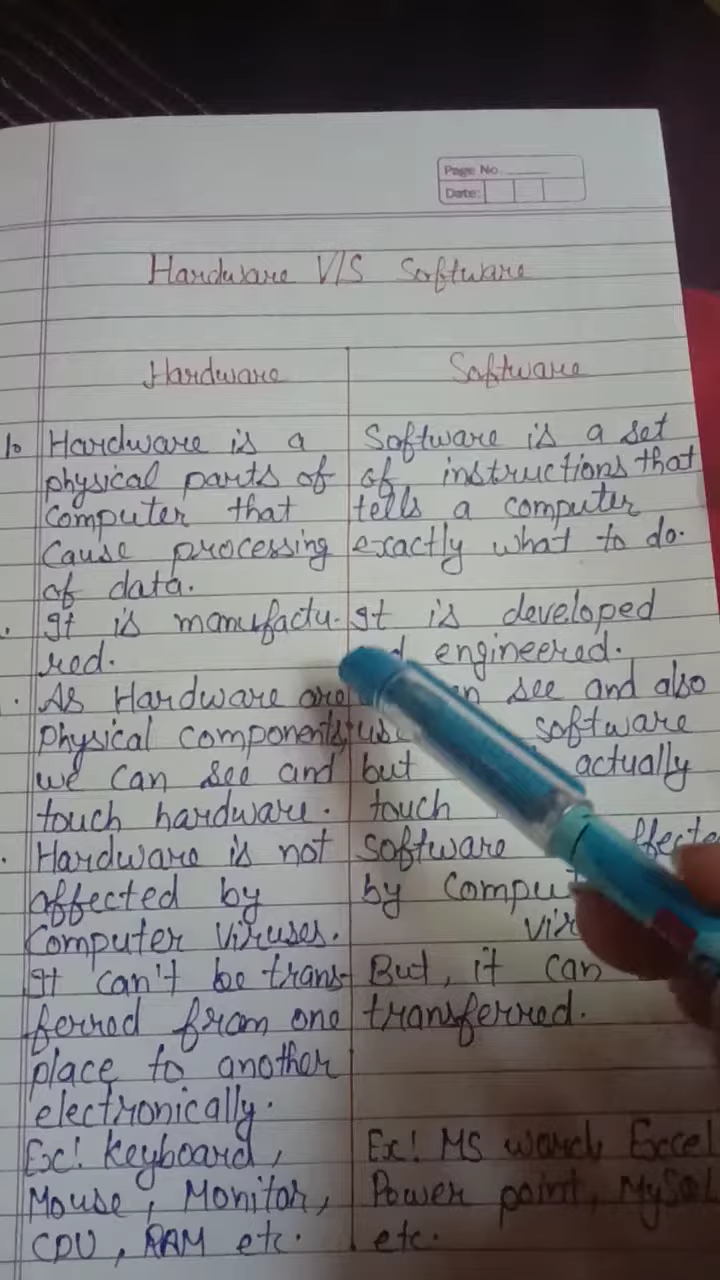 Page No.
Date:
Hardware V/S Software
Hardware
Software
1. Hardware is a
physical parts of
computer that
cause processing
of data.
. It is manufactu.
red.
. As Hardware are
physical components,
we can see and
touch hardware.
. Hardware is not
affected by
Computer Viruses.
It can't be trans-
ferred from one
place to another
electronically.
Ex! Keyboard,
Mouse, Monitor,
CPU, RAM etc.
Software is a set
of instructions that
tells a computer
exactly what to do.
It is developed
engineered.
see and also
software
but actually
touch
Software
by
But, it can
transferred.
Ex! MS word, Excel
Power point, MySQL
etc.